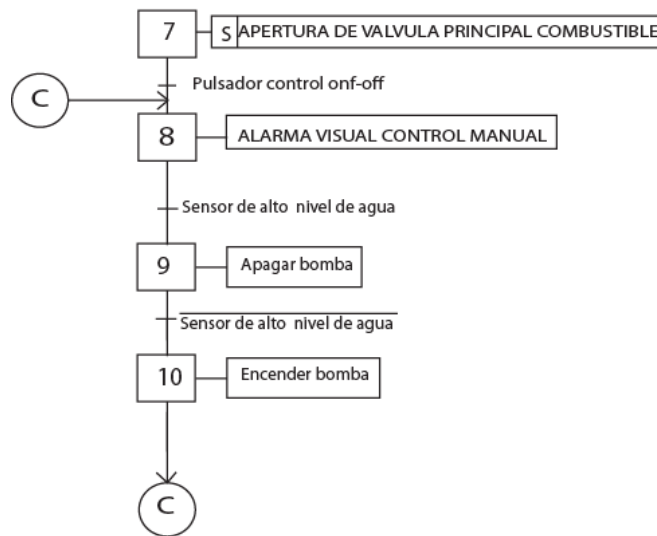 7
S APERTURA DE VALVULA PRINCIPAL COMBUSTIBLE
Pulsador control onf-off
C
8
ALARMA VISUAL CONTROL MANUAL
Sensor de alto nivel de agua
9
Apagar bomba
Sensor de alto nivel de agua
10
Encender bomba
C